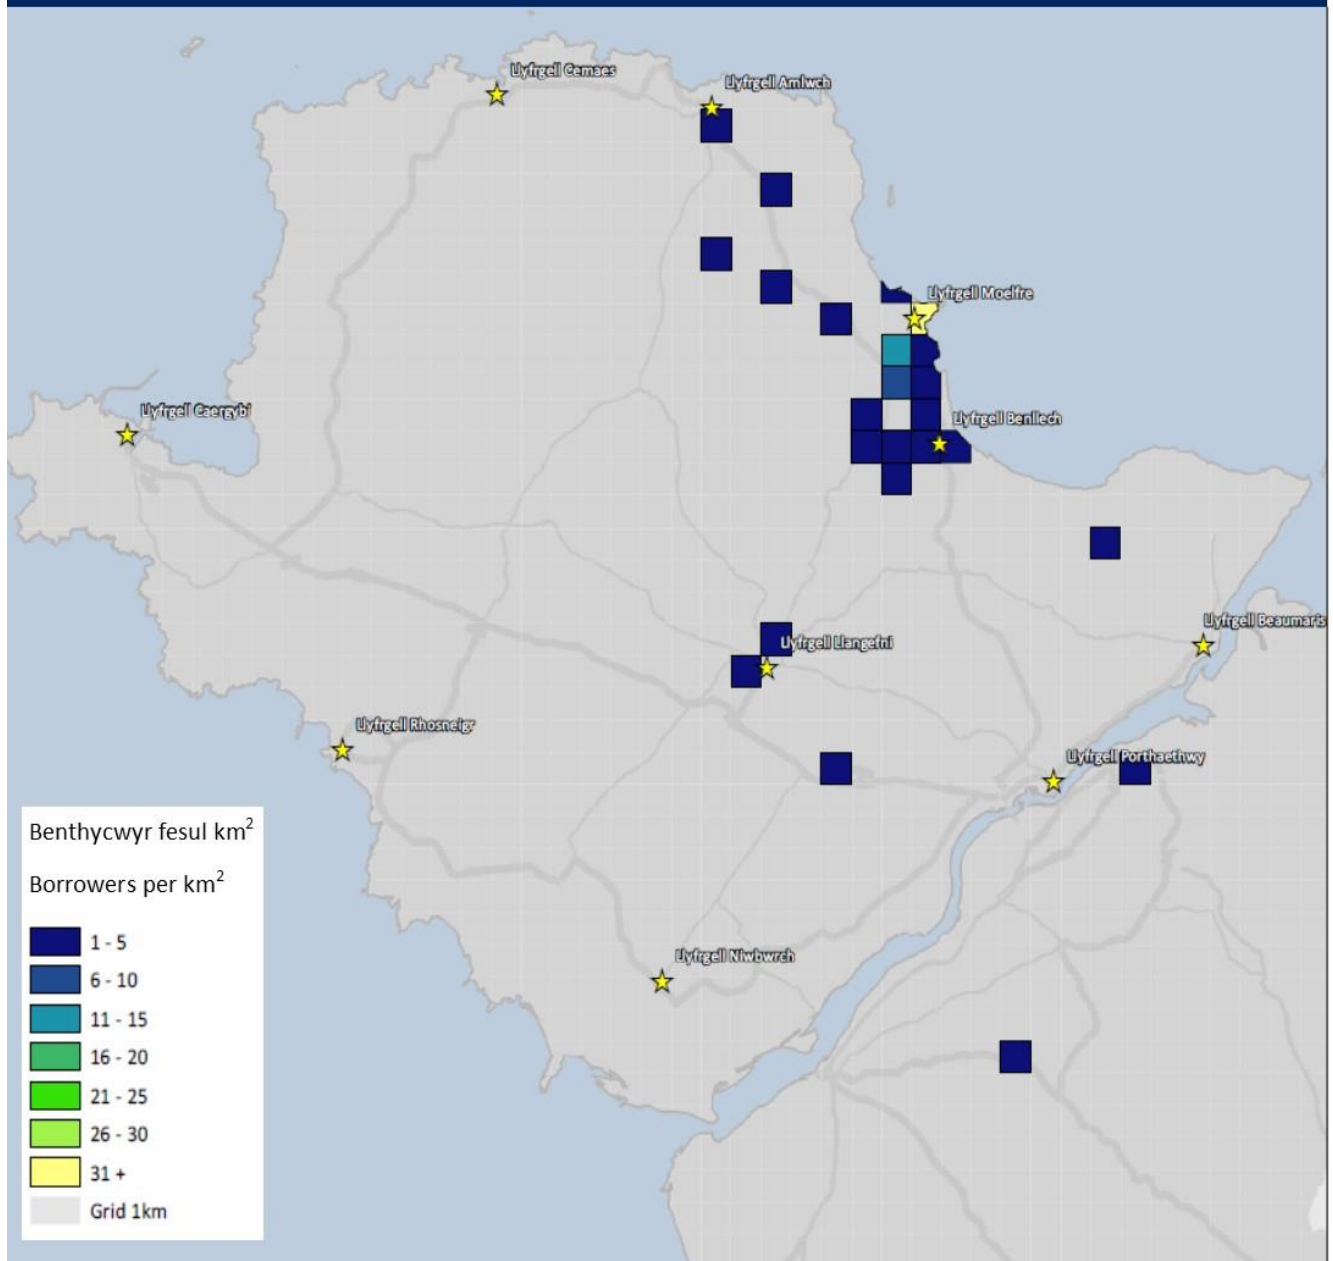 Llyfrgell Cemaes
Llyfrgell Amlwch
Llyfrgell Moelfre
Llyfrgell Caergybi
Llyfrgell Benllech
Llyfrgell Beaumaris
Llyfrgell Llangefni
Llyfrgell Rhosneigr
Llyfrgell Porthaethwy
Llyfrgell Niwbwrch
Benthycwyr fesul km²
Borrowers per km²
1 - 5
6 - 10
11 - 15
16 - 20
21 - 25
26 - 30
31 +
Grid 1km